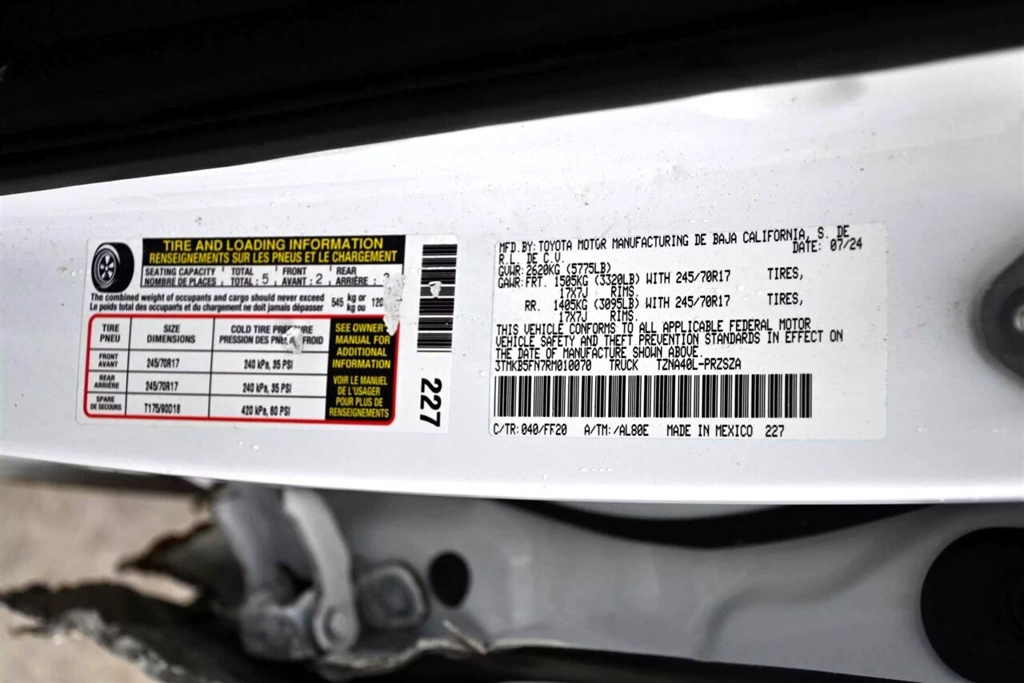 TIRE AND LOADING INFORMATION
RENSEIGNEMENTS SUR LES PNEUS ET LE CHARGEMENT
SEATING CAPACITY TOTAL : 5 FRONT : 2 REAR :
NOMBRE DE PLACES TOTAL AVANT ARRIÈRE
The combined weight of occupants and cargo should never exceed 545 kg or
Le poids total des occupants et du chargement ne doit jamais dépasser kg ou
TIRE SIZE COLD TIRE PRESSURE SEE OWNER
PNEU DIMENSIONS PRESSION DES PNEUS FROID MANUAL FOR
ADDITIONAL
INFORMATION
FRONT 245/70R17 240 kPa, 35 PSI
AVANT
REAR 245/70R17 240 kPa, 35 PSI
ARRIÈRE
SPARE T175/90D18 420 kPa, 60 PSI
DE SECOURS
VOIR LE MANUEL
DE L'USAGER
POUR PLUS DE
RENSEIGNEMENTS
227
MFD. BY: TOYOTA MOTOR MANUFACTURING DE BAJA CALIFORNIA, S. DE
R.L. DE C.V. DATE: 07/24
GVWR: 2620KG (5775LB)
GAWR: FRT. 1505KG (3320LB) WITH 245/70R17 TIRES,
17X7J RIMS.
RR. 1405KG (3095LB) WITH 245/70R17 TIRES,
17X7J RIMS.
THIS VEHICLE CONFORMS TO ALL APPLICABLE FEDERAL MOTOR
VEHICLE SAFETY AND THEFT PREVENTION STANDARDS IN EFFECT ON
THE DATE OF MANUFACTURE SHOWN ABOVE.
3TMKB5FN7RM010070 TRUCK TZNA40L-PRZSZA
C/TR: 040/FF20 A/TM: /AL80E MADE IN MEXICO 227